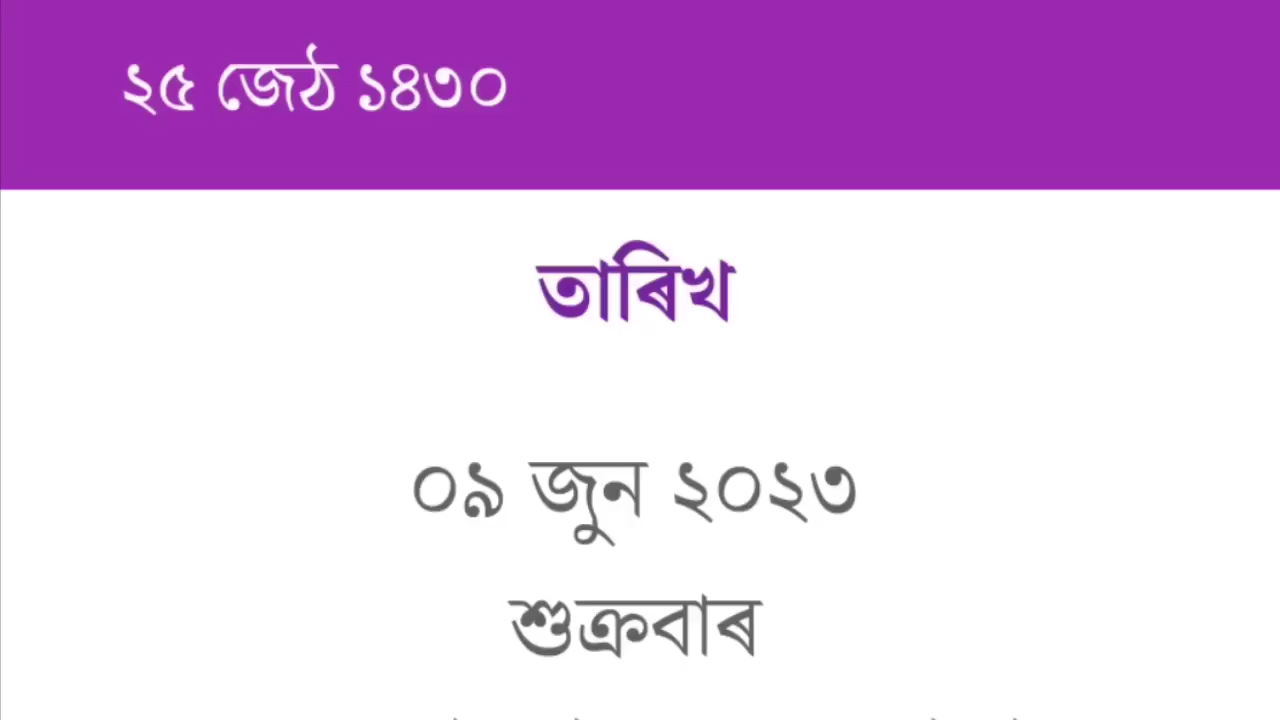 ২৫ জেঠ ১৪৩০
তাৰিখ
০৯ জুন ২০২৩
শুক্ৰবাৰ